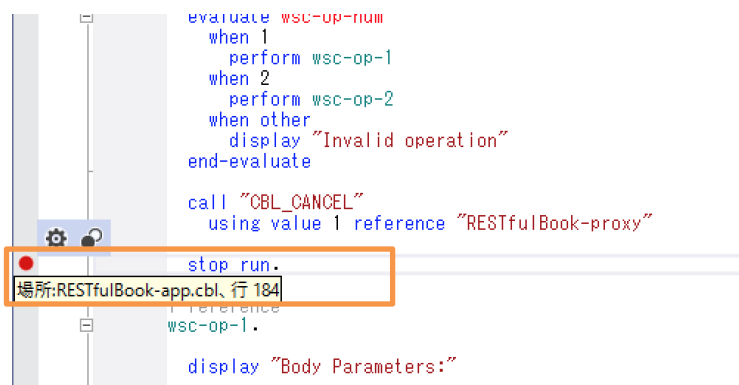 evaluate wsc-op-num
when 1
perform wsc-op-1
when 2
perform wsc-op-2
when other
display "Invalid operation"
end-evaluate
call "CBL_CANCEL"
using value 1 reference "RESTfulBook-proxy"
stop run.
場所:RESTfulBook-app.cbl、行 184
1 reference
wsc-op-1.
display "Body Parameters:"